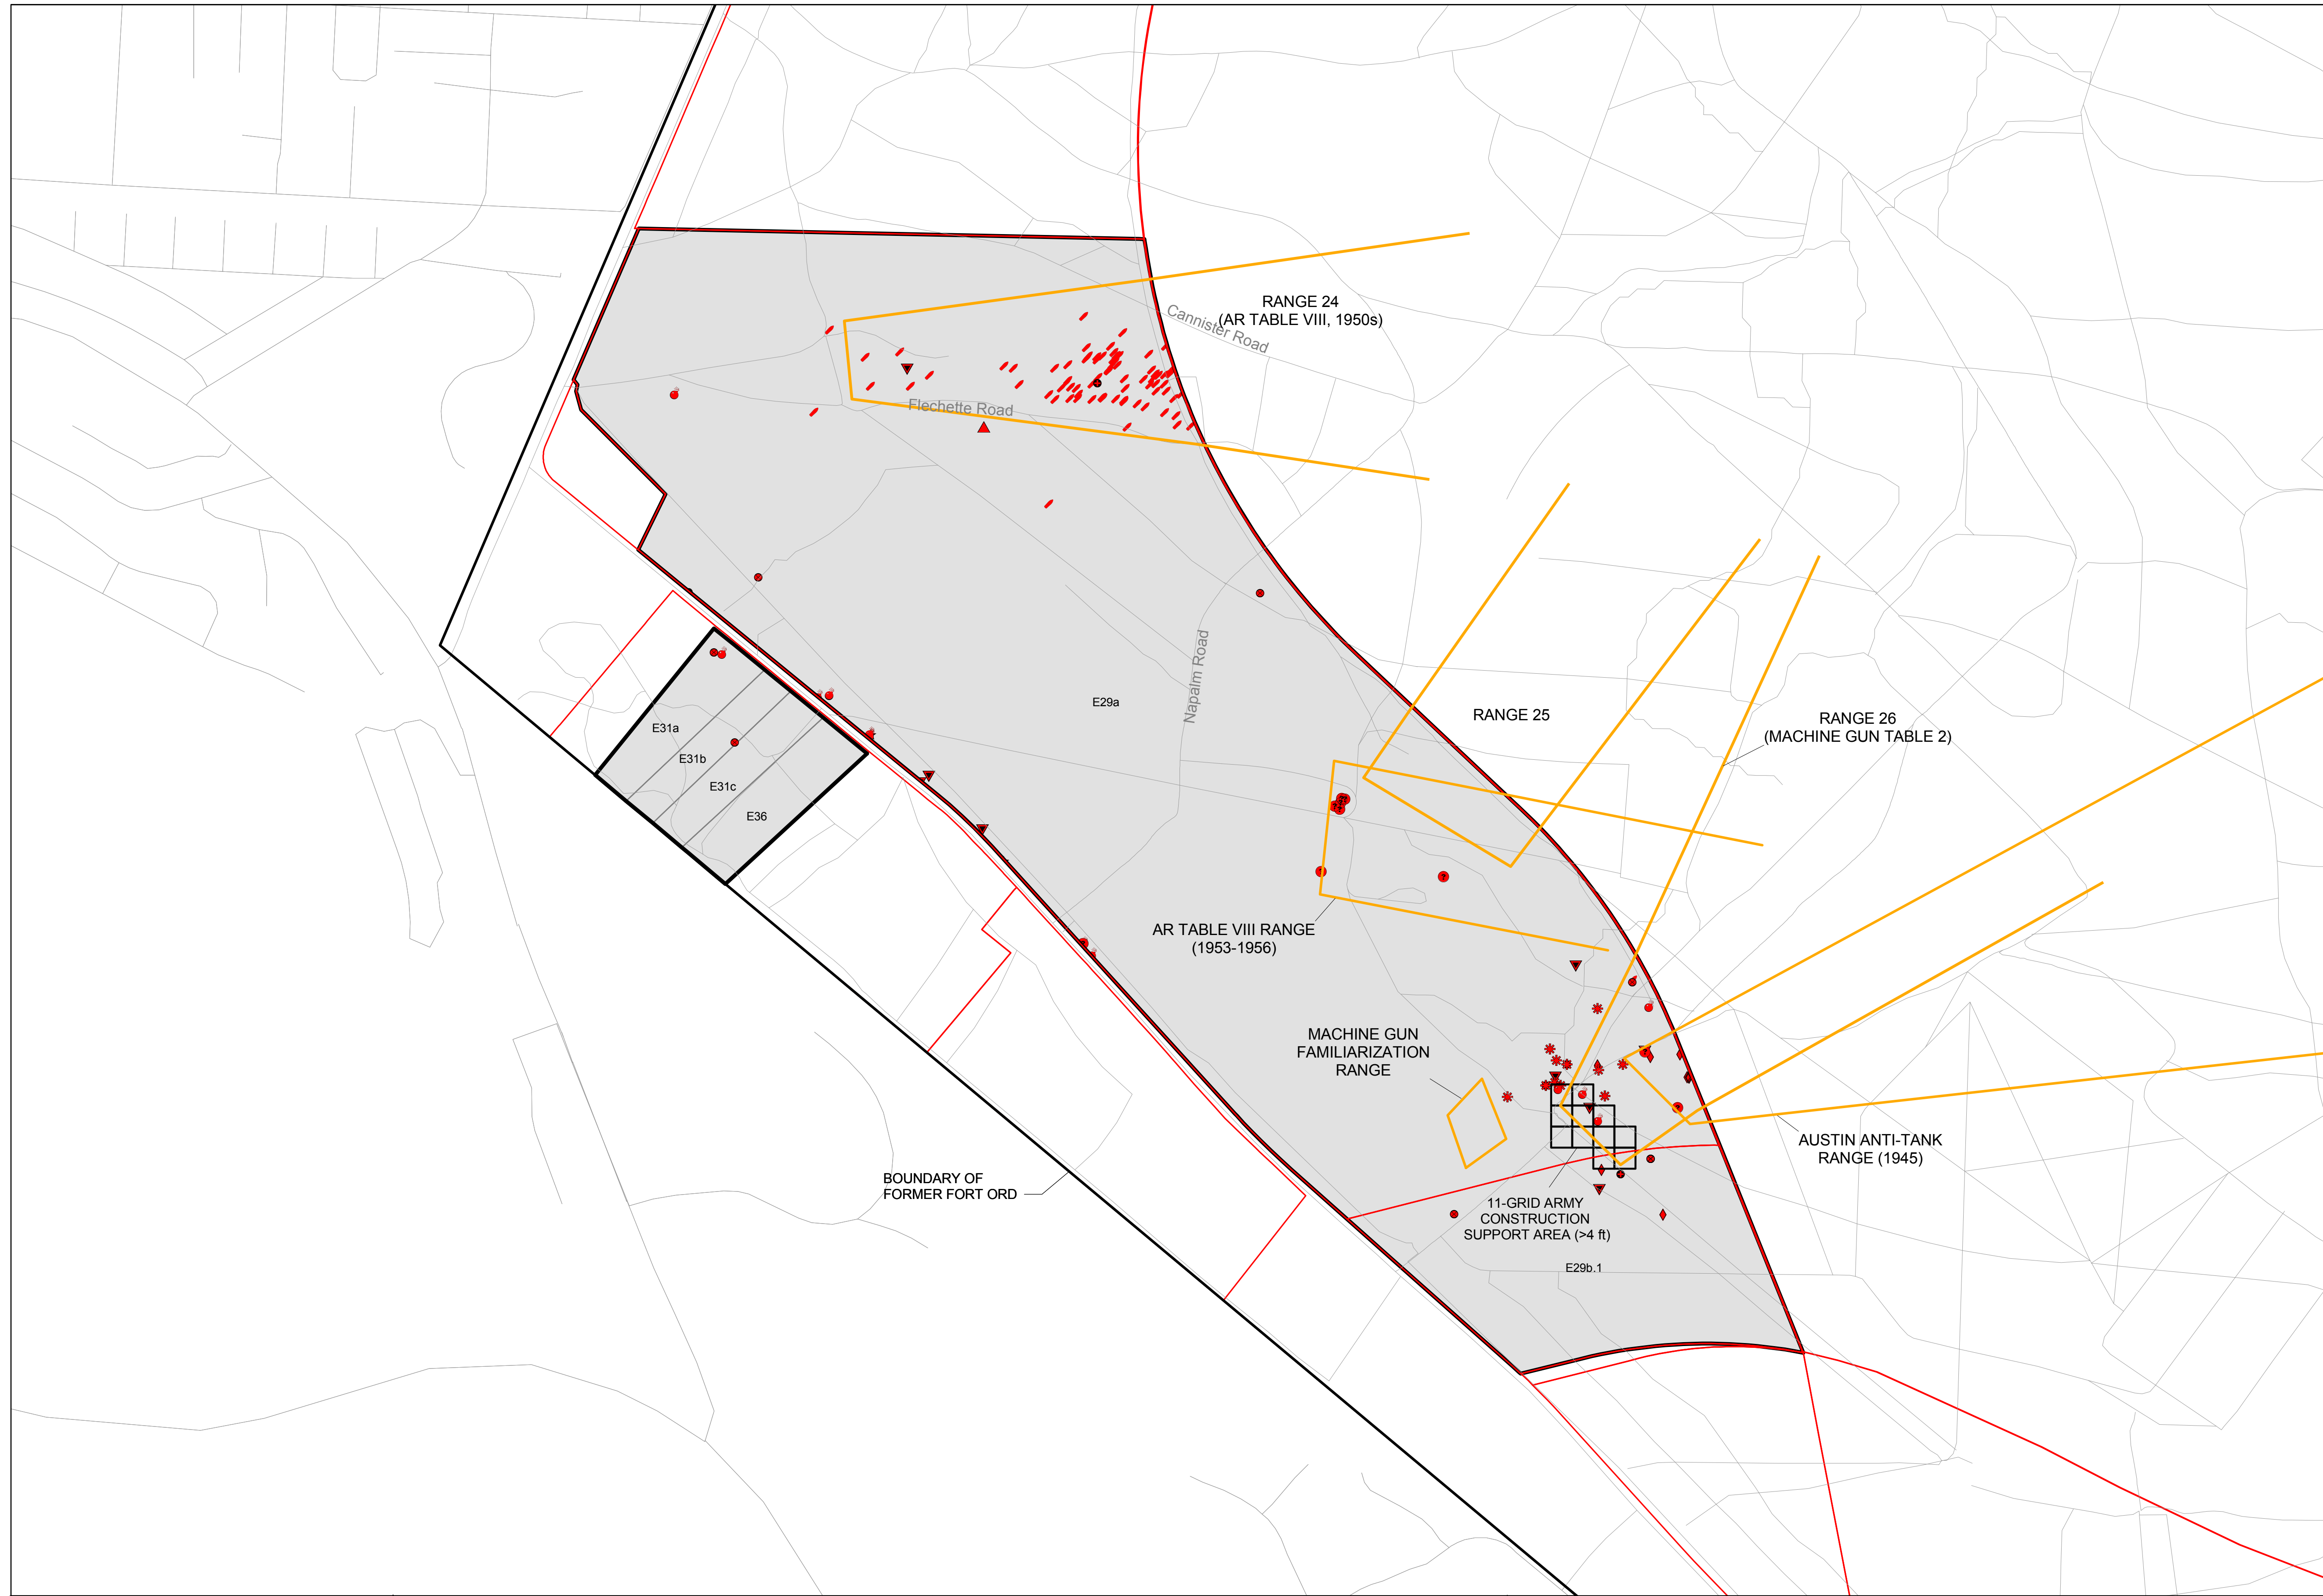 RANGE 24
(AR TABLE VIII, 1950s)
Cannister Road
Flechette Road
Napalm Road
E29a
RANGE 25
RANGE 26
(MACHINE GUN TABLE 2)
E31a
E31b
E31c
E36
AR TABLE VIII RANGE
(1953-1956)
MACHINE GUN
FAMILIARIZATION
RANGE
AUSTIN ANTI-TANK
RANGE (1945)
BOUNDARY OF
FORMER FORT ORD
11-GRID ARMY
CONSTRUCTION
SUPPORT AREA (>4 ft)
E29b.1